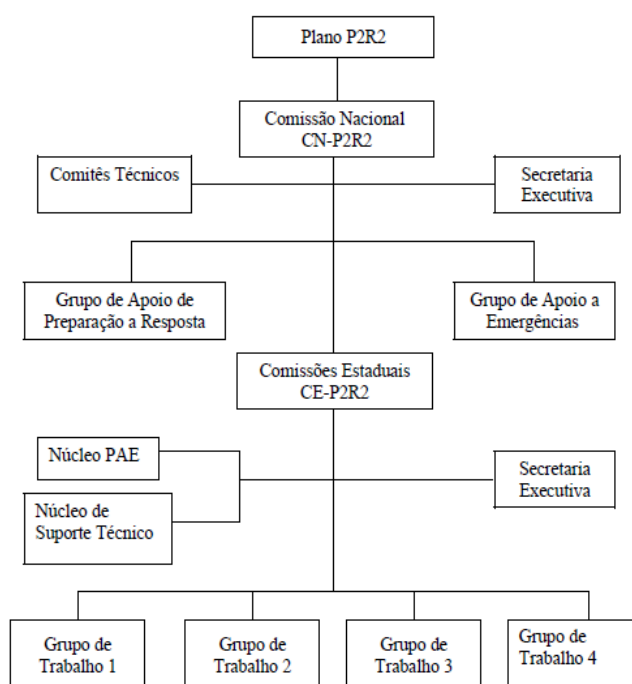 Plano P2R2
Comissão Nacional
CN-P2R2
Comitês Técnicos
Secretaria
Executiva
Grupo de Apoio de
Preparação a Resposta
Grupo de Apoio a
Emergências
Comissões Estaduais
CE-P2R2
Núcleo PAE
Secretaria
Executiva
Núcleo de
Suporte Técnico
Grupo de
Trabalho 1
Grupo de
Trabalho 2
Grupo de
Trabalho 3
Grupo de
Trabalho 4